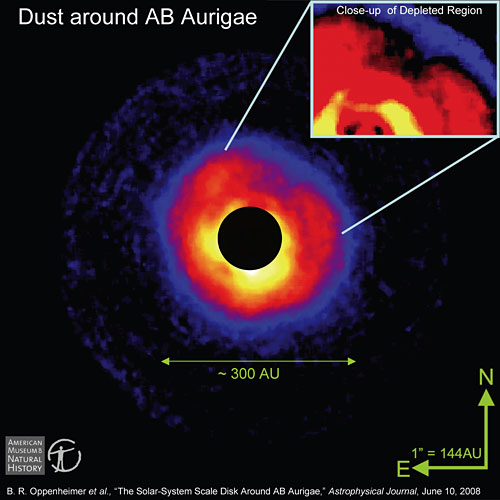 Dust around AB Aurigae
Close-up of Depleted Region
~ 300 AU
N
1" = 144AU
E
AMERICAN
MUSEUM ô
NATURAL
HISTORY
B. R. Oppenheimer et al., "The Solar-System Scale Disk Around AB Aurigae," Astrophysical Journal, June 10, 2008